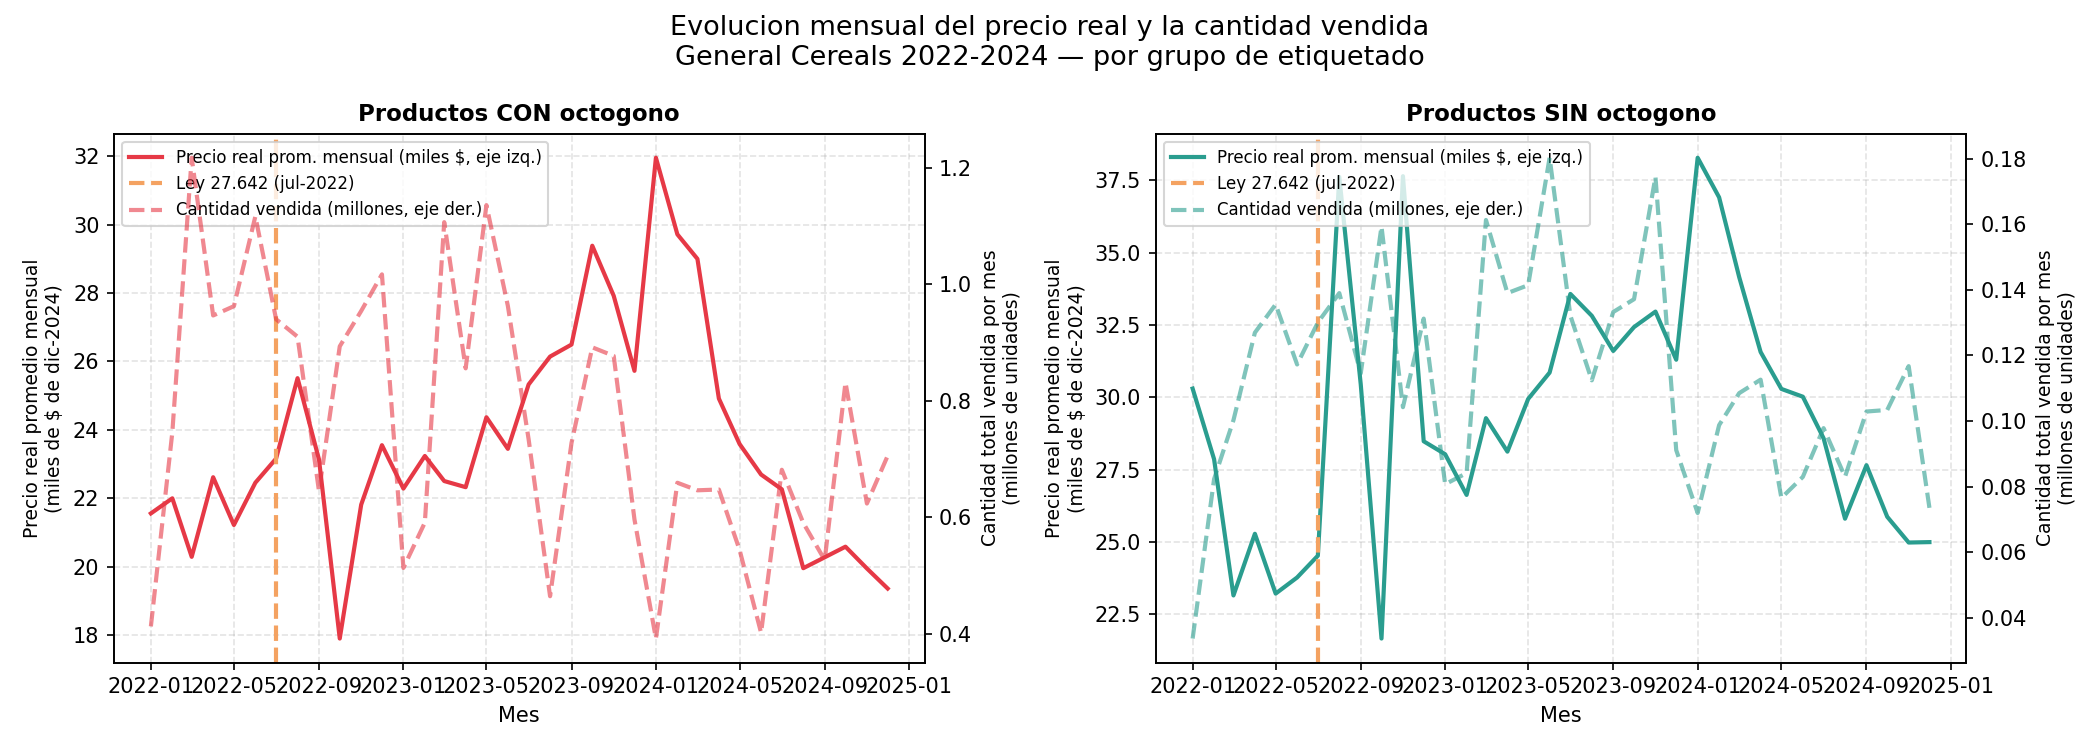 Evolucion mensual del precio real y la cantidad vendida
General Cereals 2022-2024 — por grupo de etiquetado
Productos CON octogono
Precio real prom. mensual (miles $, eje izq.)
Ley 27.642 (jul-2022)
Cantidad vendida (millones, eje der.)
Precio real promedio mensual
(miles de $ de dic-2024)
32
30
28
26
24
22
20
18
1.2
1.0
0.8
0.6
0.4
Cantidad total vendida por mes
(millones de unidades)
2022-01
2022-05
2022-09
2023-01
2023-05
2023-09
2024-01
2024-05
2024-09
2025-01
Mes
Productos SIN octogono
Precio real prom. mensual (miles $, eje izq.)
Ley 27.642 (jul-2022)
Cantidad vendida (millones, eje der.)
Precio real promedio mensual
(miles de $ de dic-2024)
37.5
35.0
32.5
30.0
27.5
25.0
22.5
0.18
0.16
0.14
0.12
0.10
0.08
0.06
0.04
Cantidad total vendida por mes
(millones de unidades)
2022-01
2022-05
2022-09
2023-01
2023-05
2023-09
2024-01
2024-05
2024-09
2025-01
Mes